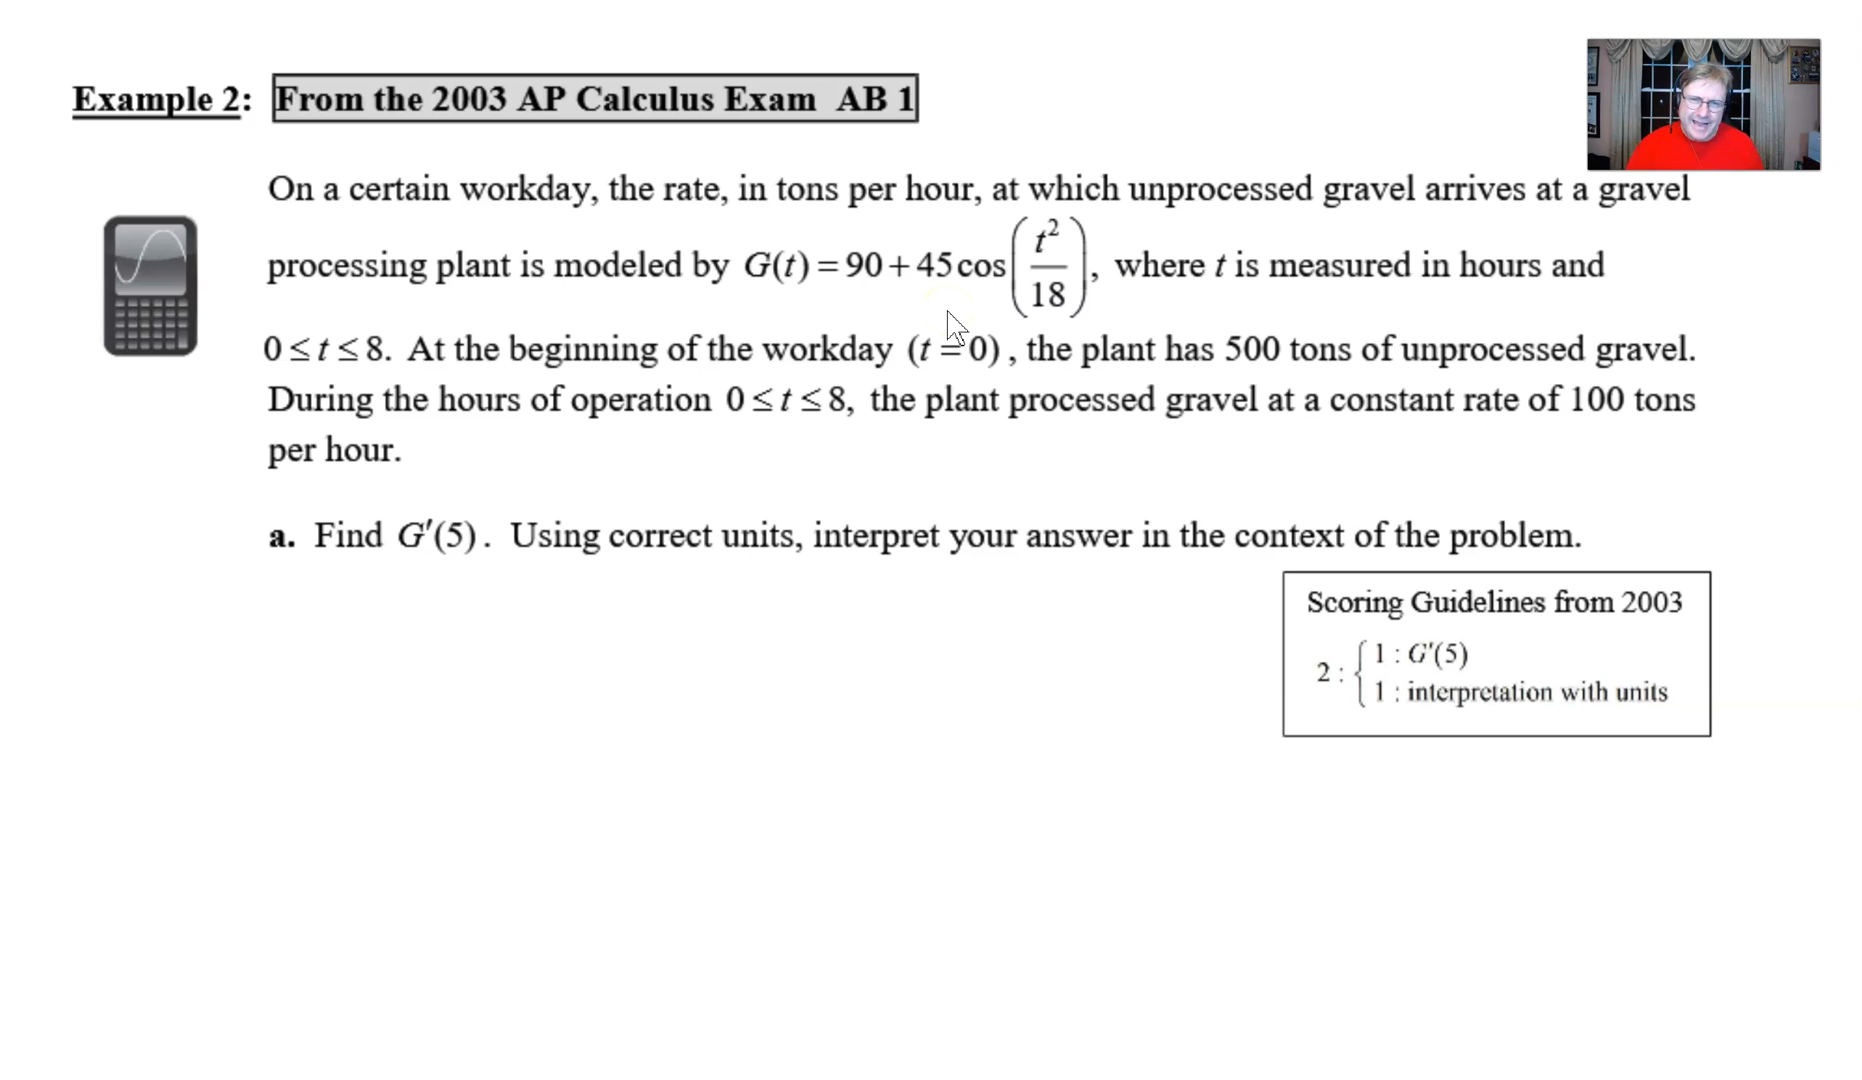 Example 2: From the 2003 AP Calculus Exam AB 1
On a certain workday, the rate, in tons per hour, at which unprocessed gravel arrives at a gravel
processing plant is modeled by G(t) = 90 + 45 cos(t²/18), where t is measured in hours and
0 ≤ t ≤ 8. At the beginning of the workday (t = 0), the plant has 500 tons of unprocessed gravel.
During the hours of operation 0 ≤ t ≤ 8, the plant processed gravel at a constant rate of 100 tons
per hour.
a. Find G′(5). Using correct units, interpret your answer in the context of the problem.
Scoring Guidelines from 2003
2 : { 1 : G′(5)
1 : interpretation with units